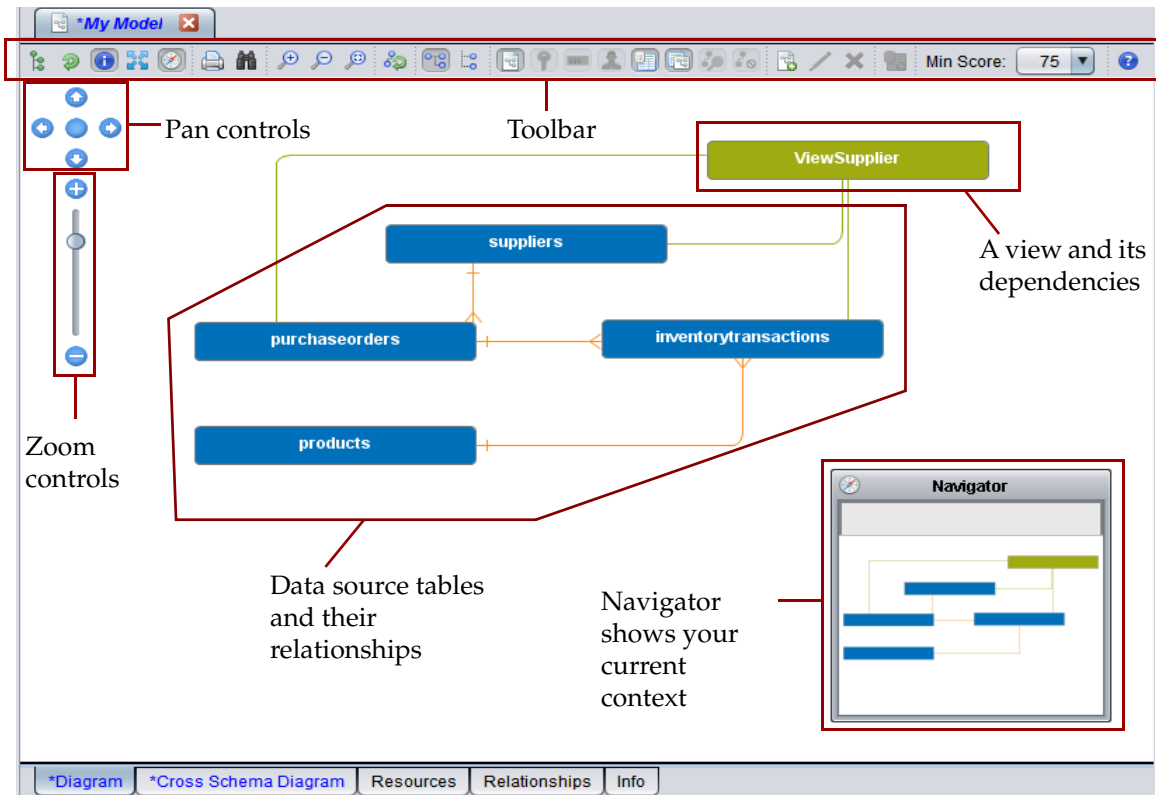 *My Model
Min Score: 75
Pan controls
Toolbar
ViewSupplier
suppliers
A view and its
dependencies
purchaseorders
inventorytransactions
products
Zoom
controls
Navigator
Data source tables
and their
relationships
Navigator
shows your
current
context
*Diagram *Cross Schema Diagram Resources Relationships Info